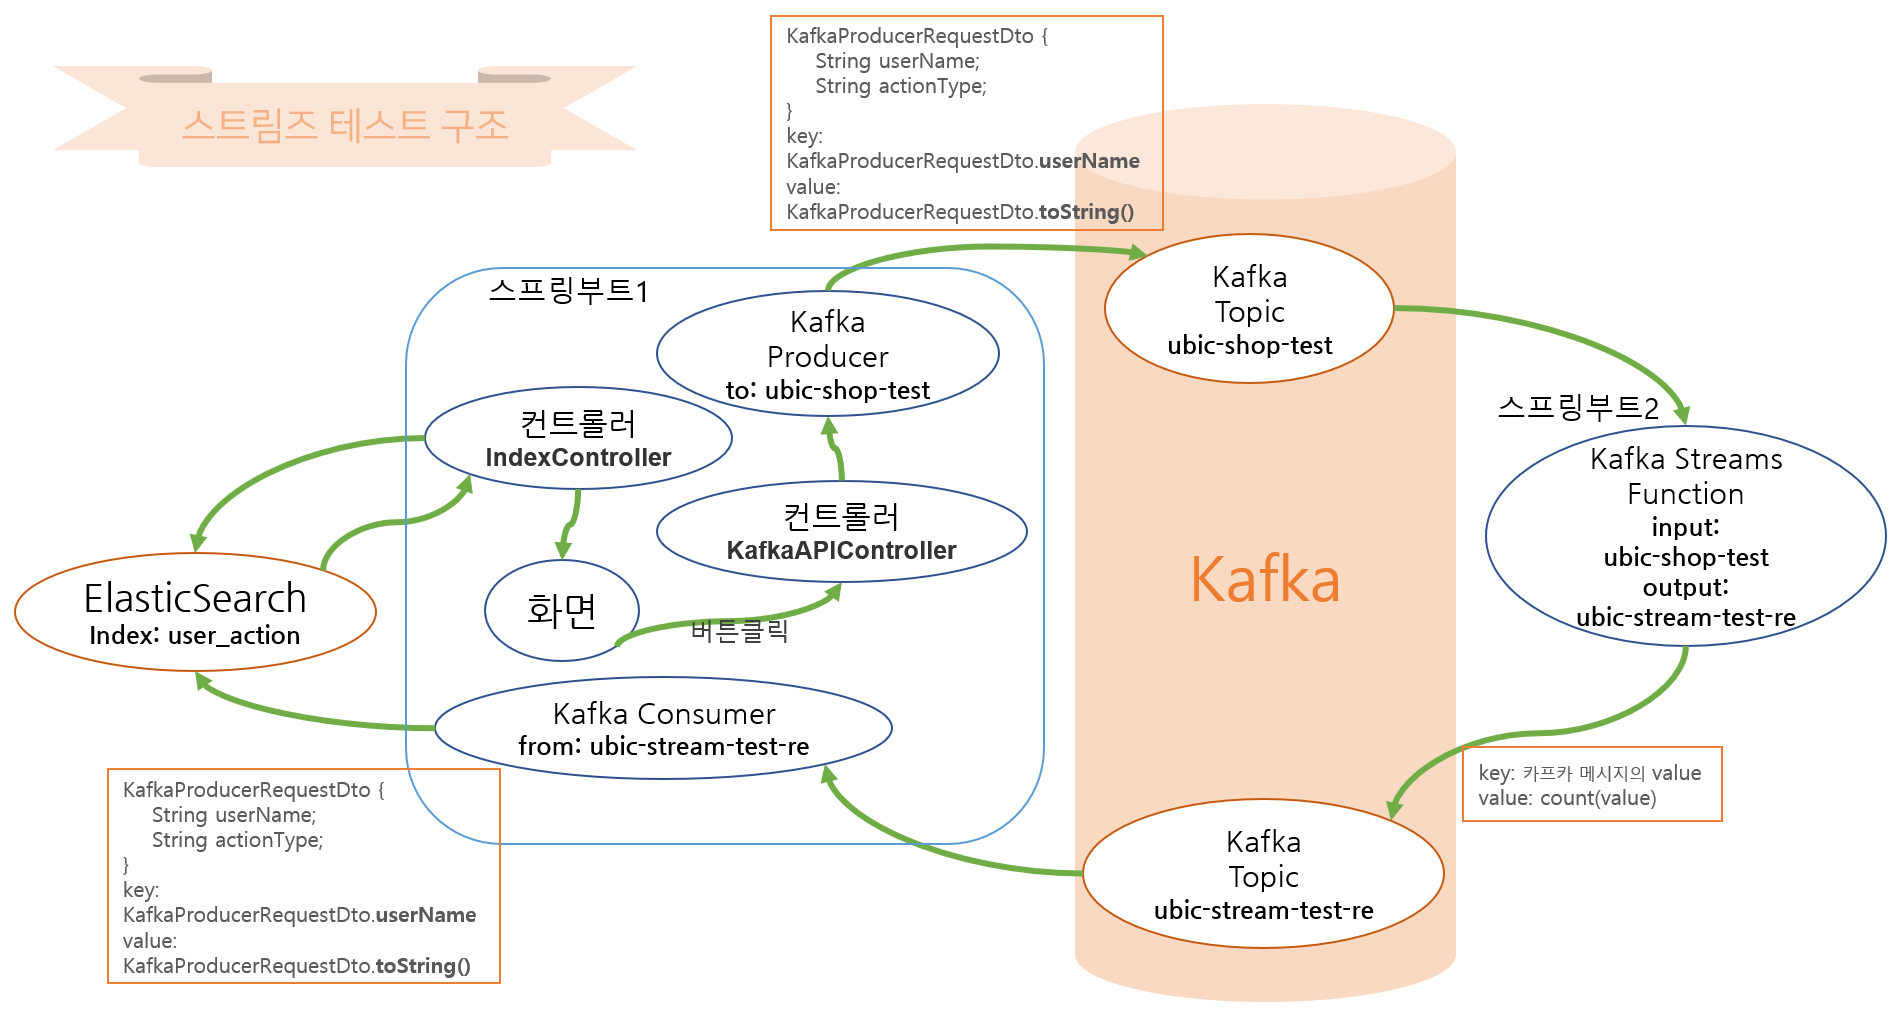 스트림즈 테스트 구조
KafkaProducerRequestDto {
String userName;
String actionType;
}
key:
KafkaProducerRequestDto.userName
value:
KafkaProducerRequestDto.toString()
스프링부트1
Kafka
Producer
to: ubic-shop-test
컨트롤러
IndexController
컨트롤러
KafkaAPIController
화면
버튼클릭
Kafka Consumer
from: ubic-stream-test-re
ElasticSearch
Index: user_action
KafkaProducerRequestDto {
String userName;
String actionType;
}
key:
KafkaProducerRequestDto.userName
value:
KafkaProducerRequestDto.toString()
Kafka
Topic
ubic-shop-test
Kafka
Kafka
Topic
ubic-stream-test-re
스프링부트2
Kafka Streams
Function
input:
ubic-shop-test
output:
ubic-stream-test-re
key: 카프카 메시지의 value
value: count(value)